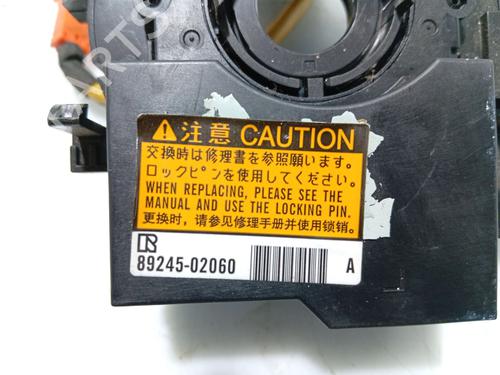 注意 CAUTION
交換時は修理書を参照願います。
ロックピンを使用してください。
WHEN REPLACING, PLEASE SEE THE
MANUAL AND USE THE LOCKING PIN.
更换时，请参见修理手册并使用锁销。
89245-02060 A